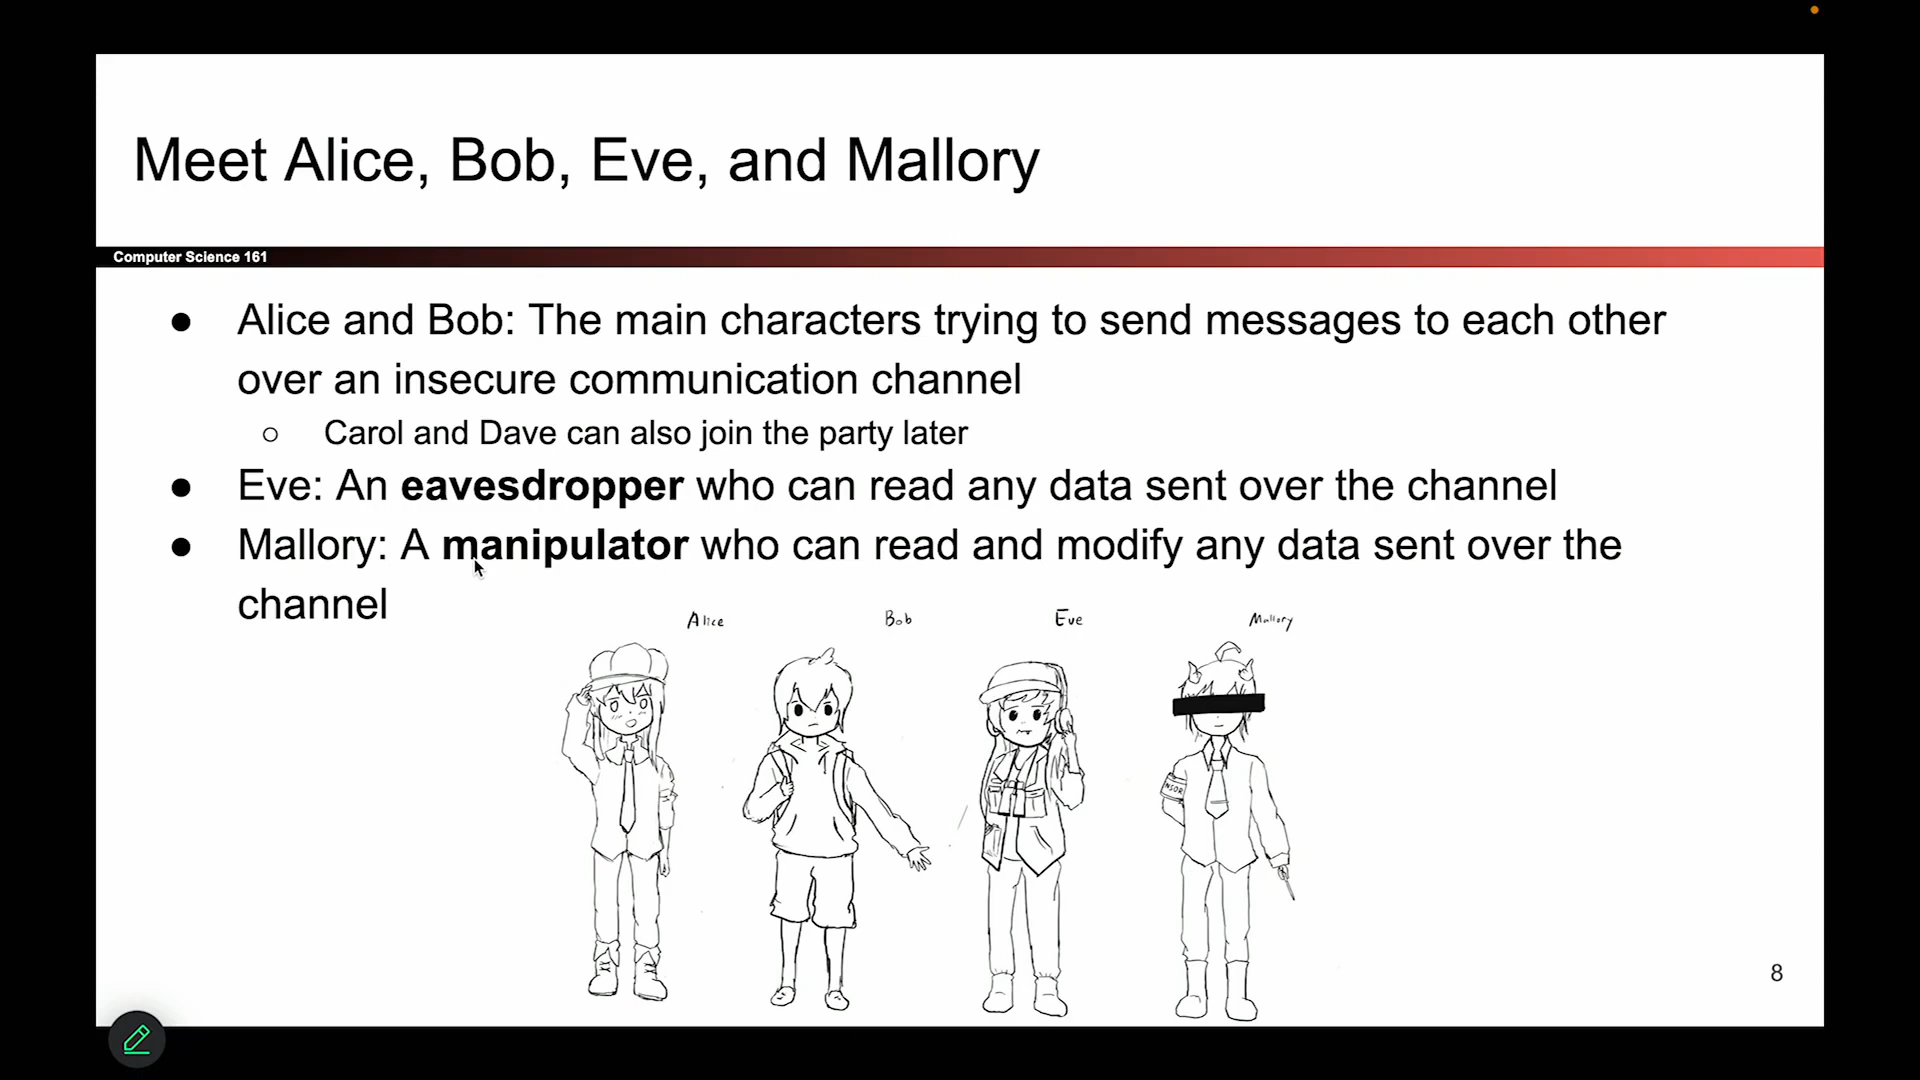 Meet Alice, Bob, Eve, and Mallory
Computer Science 161
● Alice and Bob: The main characters trying to send messages to each other
over an insecure communication channel
○ Carol and Dave can also join the party later
● Eve: An eavesdropper who can read any data sent over the channel
● Mallory: A manipulator who can read and modify any data sent over the
channel
Alice Bob Eve Mallory
NSOR
8